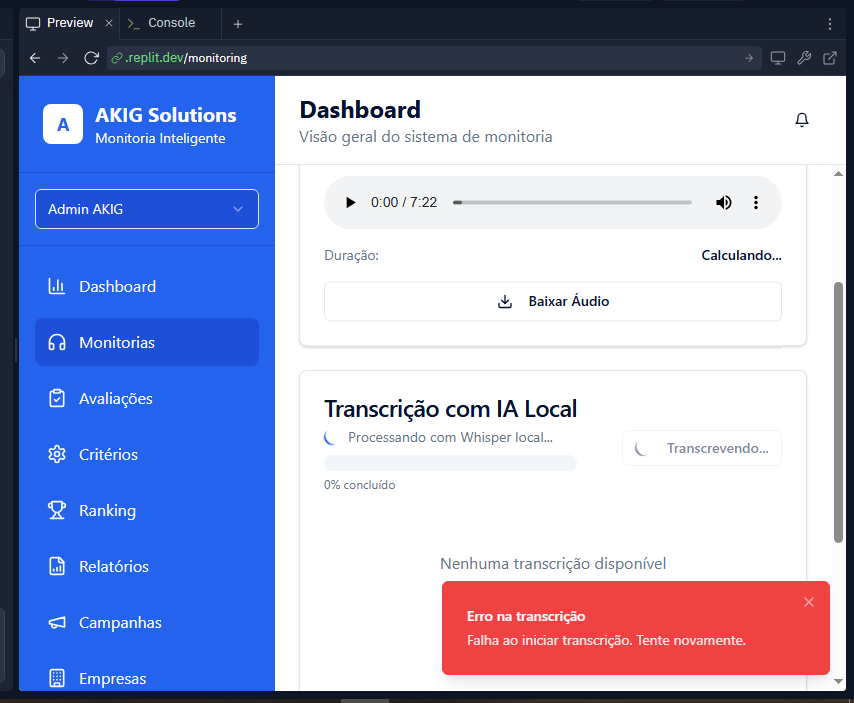 Preview
Console
.replit.dev/monitoring
A
AKIG Solutions
Monitoria Inteligente
Admin AKIG
Dashboard
Monitorias
Avaliações
Critérios
Ranking
Relatórios
Campanhas
Empresas
Dashboard
Visão geral do sistema de monitoria
0:00 / 7:22
Duração:
Calculando...
Baixar Áudio
Transcrição com IA Local
Processando com Whisper local...
Transcrevendo...
0% concluído
Nenhuma transcrição disponível
Erro na transcrição
Falha ao iniciar transcrição. Tente novamente.